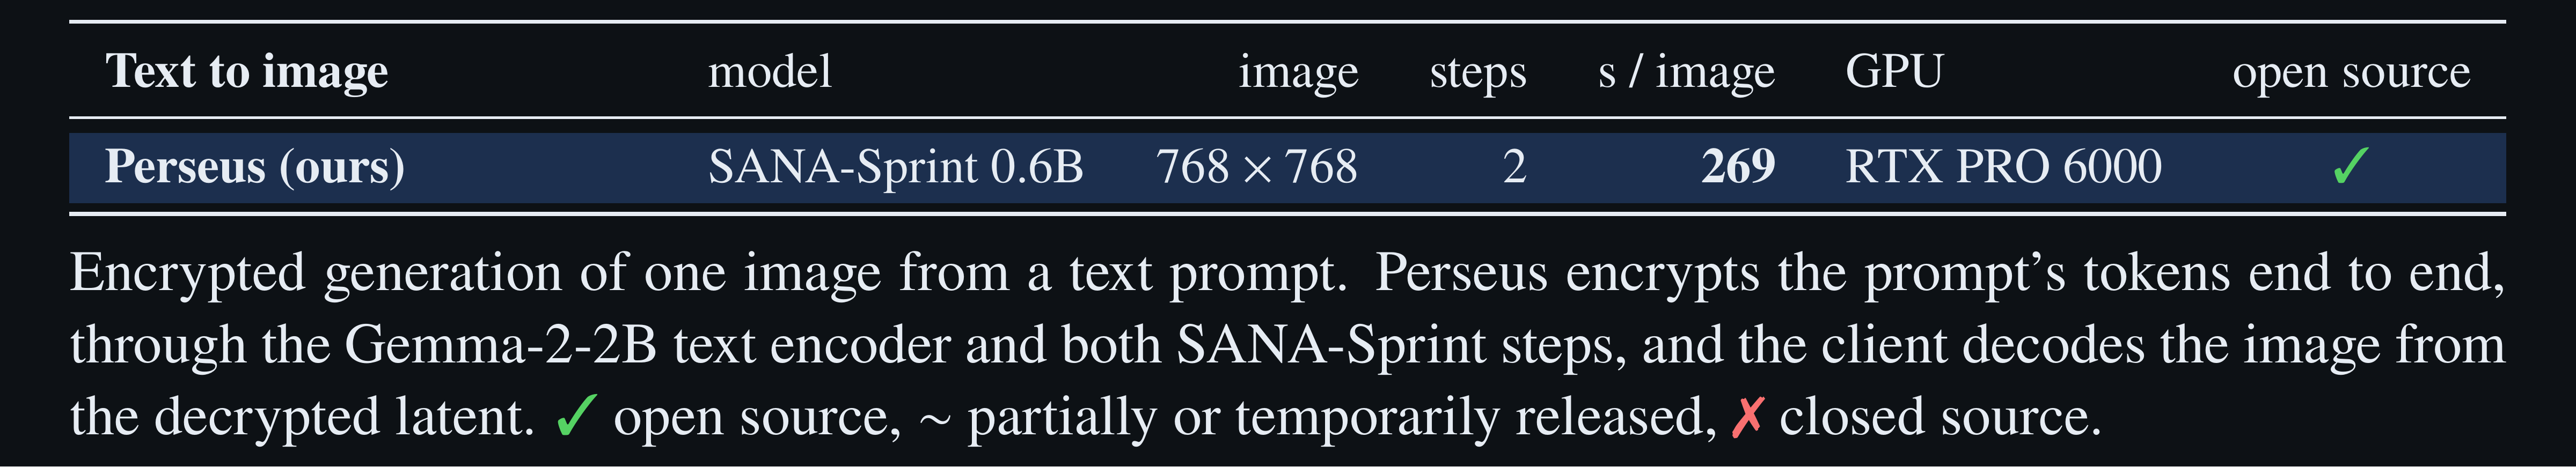 Text to image model image steps s / image GPU open source
Perseus (ours) SANA-Sprint 0.6B 768 × 768 2 269 RTX PRO 6000 ✓
Encrypted generation of one image from a text prompt. Perseus encrypts the prompt’s tokens end to end,
through the Gemma-2-2B text encoder and both SANA-Sprint steps, and the client decodes the image from
the decrypted latent. ✓ open source, ~ partially or temporarily released, ✗ closed source.